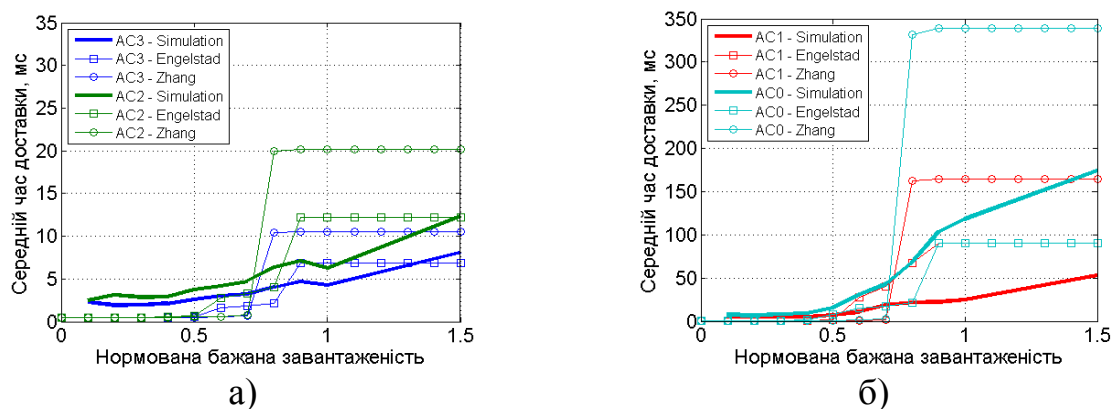 35
30
25
20
15
10
5
0
0
0.5
1
1.5
Середній час доставки, мс
Нормована бажана завантаженість
AC3 - Simulation
AC3 - Engelstad
AC3 - Zhang
AC2 - Simulation
AC2 - Engelstad
AC2 - Zhang
а)
350
300
250
200
150
100
50
0
0
0.5
1
1.5
Середній час доставки, мс
Нормована бажана завантаженість
AC1 - Simulation
AC1 - Engelstad
AC1 - Zhang
AC0 - Simulation
AC0 - Engelstad
AC0 - Zhang
б)